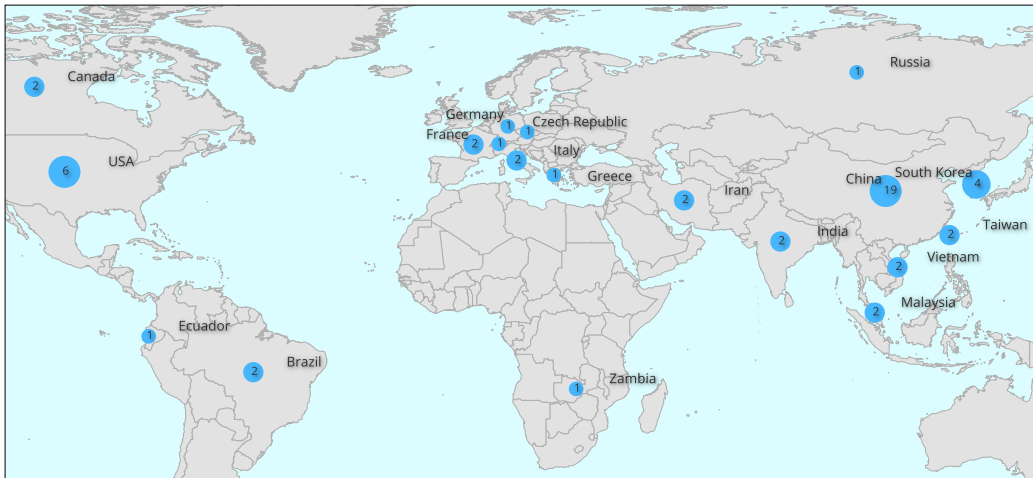 Russia
1
Canada
2
Germany
Czech Republic
1
1
France
2
1
Italy
2
USA
6
Greece
1
South Korea
4
China
19
Iran
2
Taiwan
2
India
2
Vietnam
2
Malaysia
2
Ecuador
1
Brazil
2
Zambia
1